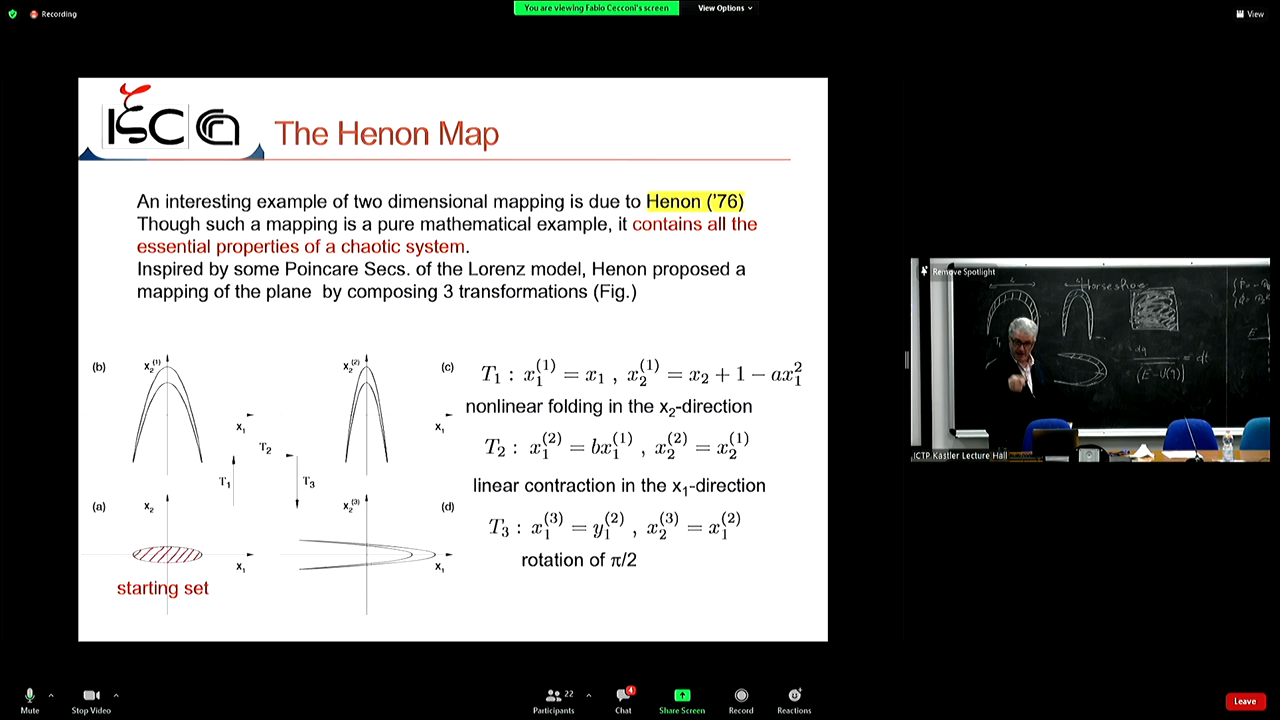 Recording
You are viewing Fabio Cecconi's screen
View Options
View
The Henon Map
An interesting example of two dimensional mapping is due to Henon ('76)
Though such a mapping is a pure mathematical example, it contains all the
essential properties of a chaotic system.
Inspired by some Poincare Secs. of the Lorenz model, Henon proposed a
mapping of the plane by composing 3 transformations (Fig.)
(b) x₂⁽¹⁾ x₁ x₂⁽²⁾ x₁ (c)
T₁ T₂ T₃
(a) x₂ x₁ x₂⁽³⁾ x₁ (d)
starting set
T₁ : x₁⁽¹⁾ = x₁ , x₂⁽¹⁾ = x₂ + 1 − ax₁²
nonlinear folding in the x₂-direction
T₂ : x₁⁽²⁾ = bx₁⁽¹⁾ , x₂⁽²⁾ = x₂⁽¹⁾
linear contraction in the x₁-direction
T₃ : x₁⁽³⁾ = y₁⁽²⁾ , x₂⁽³⁾ = x₁⁽²⁾
rotation of π/2
Remove Spotlight
ICTP Kastler Lecture Hall
Mute
Stop Video
22
Participants
4
Chat
Share Screen
Record
Reactions
Leave